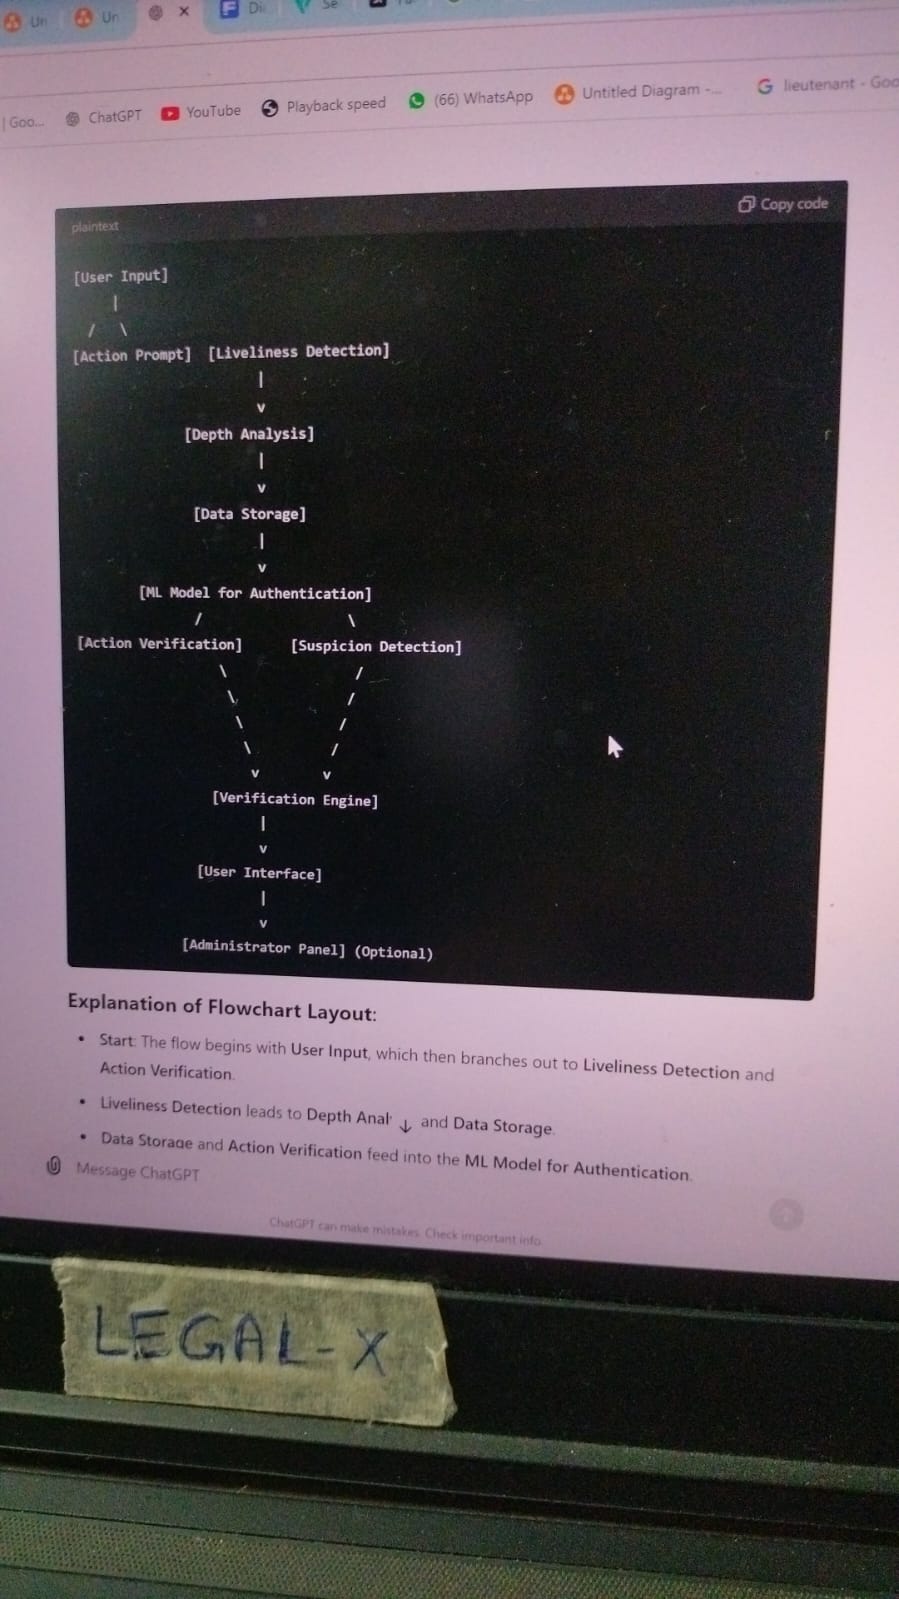 Un
Un
Di
Se
| Goo...
ChatGPT
YouTube
Playback speed
(66) WhatsApp
Untitled Diagram -...
lieutenant - Goo
plaintext
Copy code
[User Input]
|
/ \
[Action Prompt] [Liveliness Detection]
|
v
[Depth Analysis]
|
v
[Data Storage]
|
v
[ML Model for Authentication]
/ \
[Action Verification] [Suspicion Detection]
\ /
\ /
\ /
\ /
v v
[Verification Engine]
|
v
[User Interface]
|
v
[Administrator Panel] (Optional)
Explanation of Flowchart Layout:
• Start: The flow begins with User Input, which then branches out to Liveliness Detection and
Action Verification.
• Liveliness Detection leads to Depth Anal ↓ and Data Storage.
• Data Storage and Action Verification feed into the ML Model for Authentication.
Message ChatGPT
ChatGPT can make mistakes. Check important info.
LEGAL-X